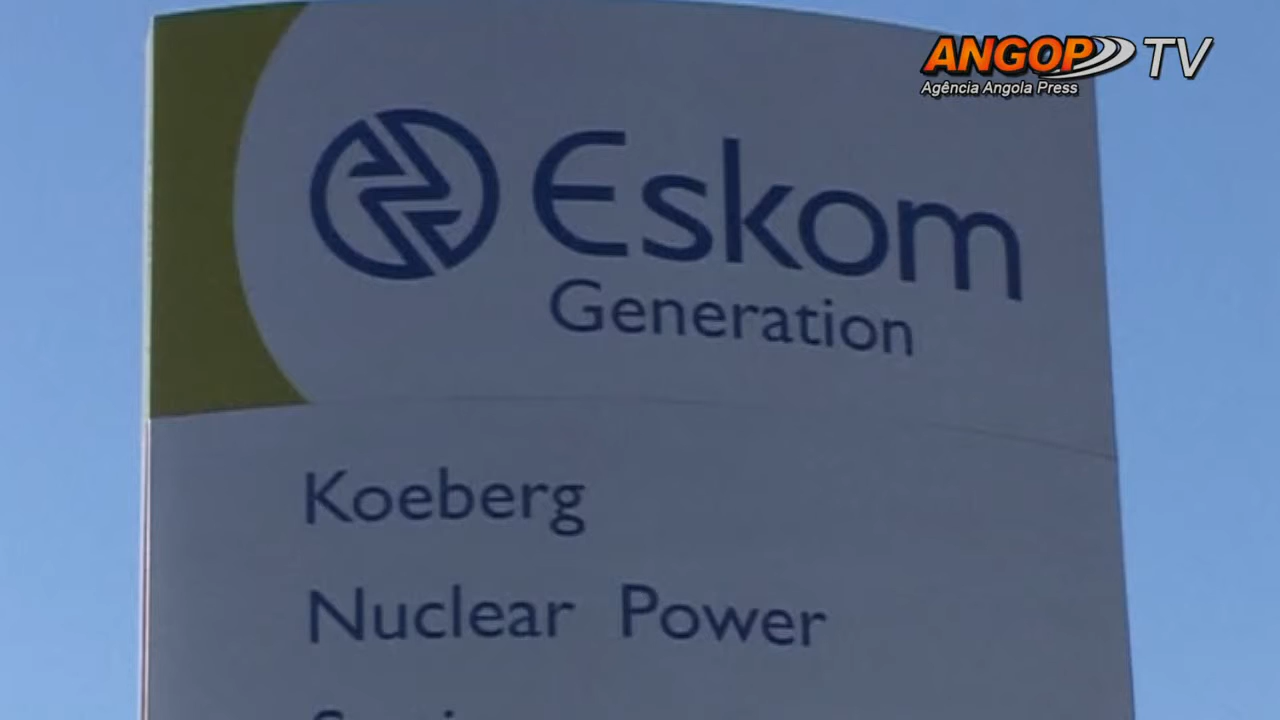 ANGOP TV
Agência Angola Press
Eskom
Generation
Koeberg
Nuclear Power